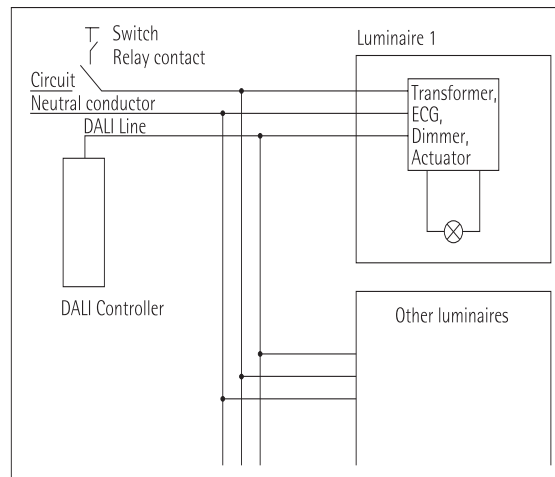 Switch
Relay contact
Luminaire 1
Circuit
Neutral conductor
DALI Line
Transformer,
ECG,
Dimmer,
Actuator
DALI Controller
Other luminaires